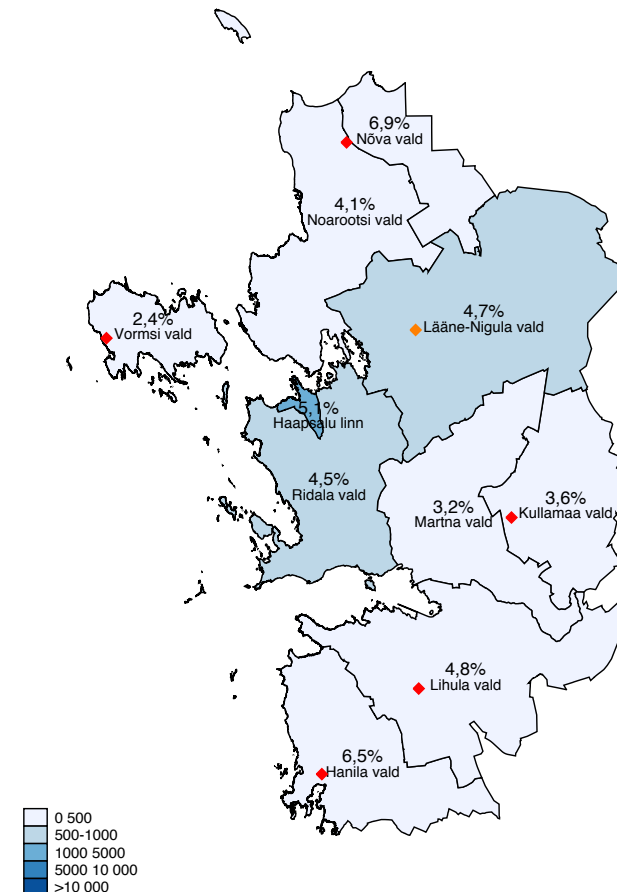 6,9%
Nõva vald
4,1%
Noarootsi vald
2,4%
Vormsi vald
4,7%
Lääne-Nigula vald
5,1%
Haapsalu linn
4,5%
Ridala vald
3,2%
Martna vald
3,6%
Kullamaa vald
4,8%
Lihula vald
6,5%
Hanila vald
0 500
500-1000
1000 5000
5000 10 000
>10 000